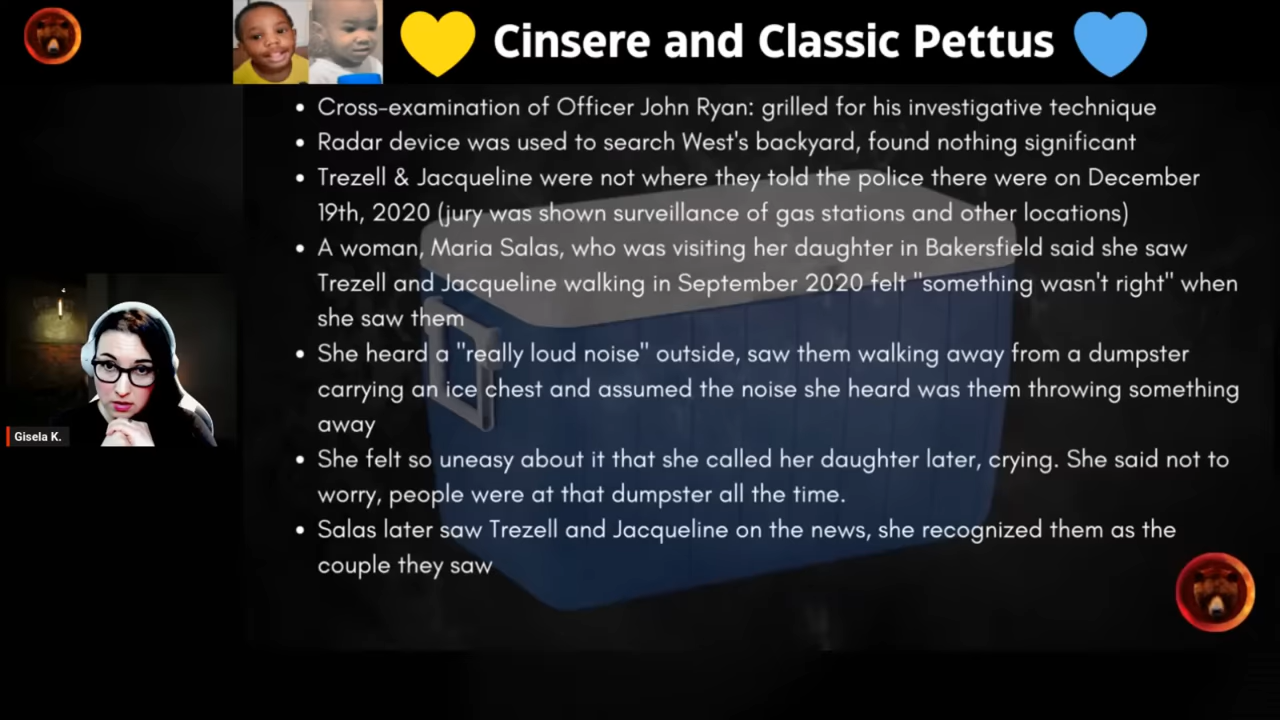 Cinsere and Classic Pettus
• Cross-examination of Officer John Ryan: grilled for his investigative technique
• Radar device was used to search West's backyard, found nothing significant
• Trezell & Jacqueline were not where they told the police there were on December
19th, 2020 (jury was shown surveillance of gas stations and other locations)
• A woman, Maria Salas, who was visiting her daughter in Bakersfield said she saw
Trezell and Jacqueline walking in September 2020 felt "something wasn't right" when
she saw them
• She heard a "really loud noise" outside, saw them walking away from a dumpster
carrying an ice chest and assumed the noise she heard was them throwing something
away
• She felt so uneasy about it that she called her daughter later, crying. She said not to
worry, people were at that dumpster all the time.
• Salas later saw Trezell and Jacqueline on the news, she recognized them as the
couple they saw
Gisela K.